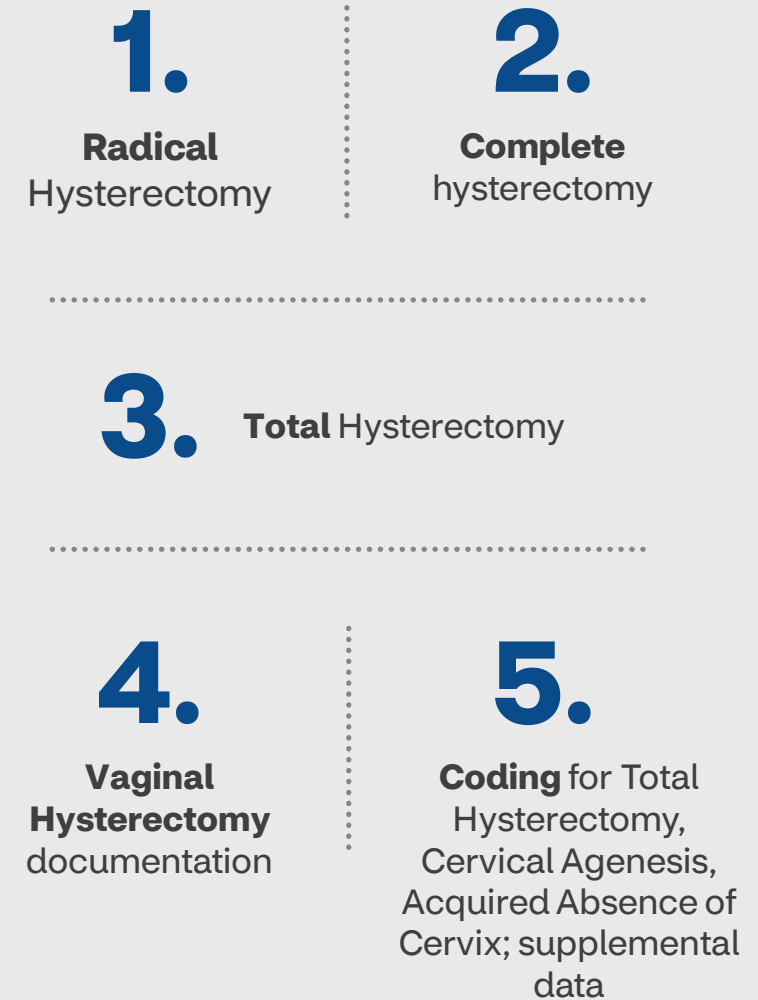 1.
Radical
Hysterectomy
2.
Complete
hysterectomy
3.
Total Hysterectomy
4.
Vaginal
Hysterectomy
documentation
5.
Coding for Total
Hysterectomy,
Cervical Agenesis,
Acquired Absence of
Cervix; supplemental
data